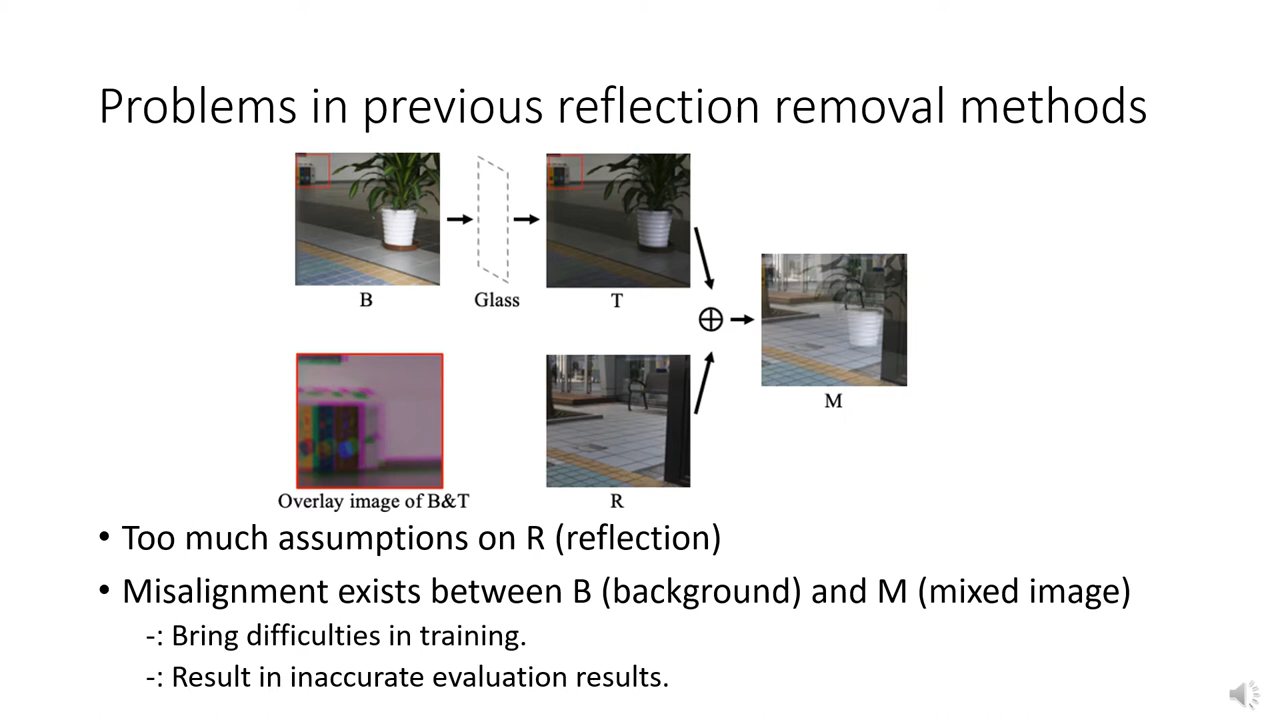 Problems in previous reflection removal methods
B
Glass
T
M
Overlay image of B&T
R
• Too much assumptions on R (reflection)
• Misalignment exists between B (background) and M (mixed image)
-: Bring difficulties in training.
-: Result in inaccurate evaluation results.